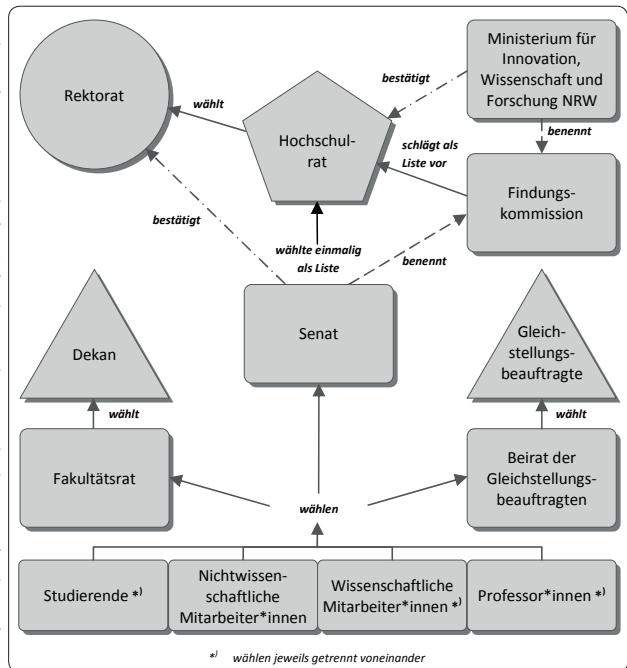 Ministerium für
Innovation,
Wissenschaft und
Forschung NRW
Rektorat
wählt
bestätigt
Hochschul-
rat
schlägt als
Liste vor
benennt
Findungs-
kommission
bestätigt
wählte einmalig
als Liste
benennt
Dekan
Senat
Gleich-
stellungs-
beauftragte
wählt
wählt
Fakultätsrat
Beirat der
Gleichstellungs-
beauftragten
wählen
Studierende *)
Nichtwissen-
schaftliche
Mitarbeiter*innen
Wissenschaftliche
Mitarbeiter*innen *)
Professor*innen *)
*) wählen jeweils getrennt voneinander